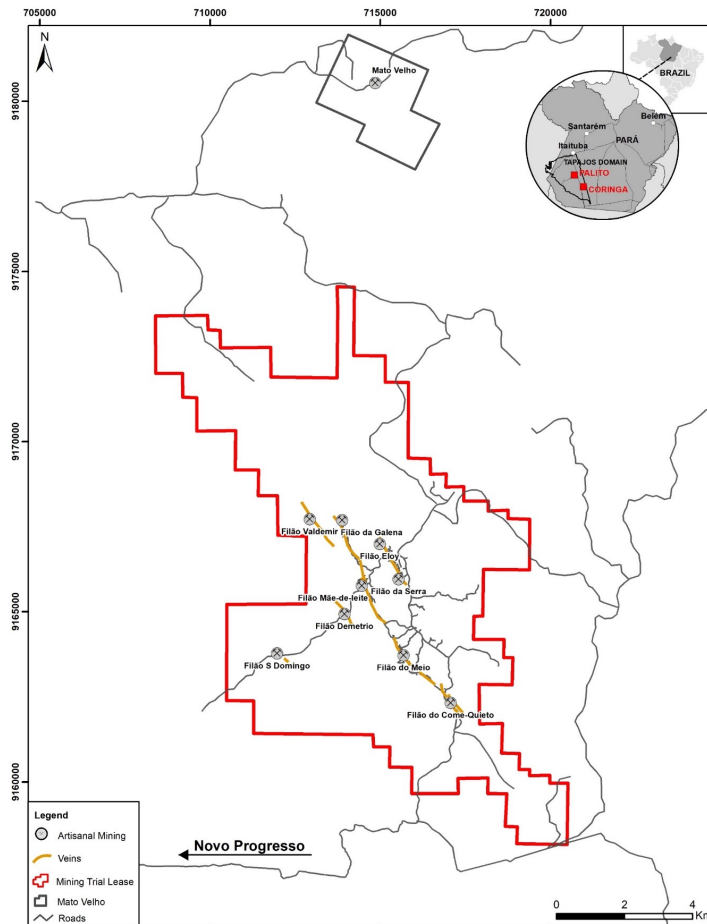 705000
710000
715000
720000
N
BRAZIL
Mato Velho
9180000
Belém
Santarém
PARÁ
Itaituba
TAPAJOS DOMAIN
PALITO
CORINGA
9175000
9170000
Filão Valdemir
Filão da Galena
Filão Eloy
Filão da Serra
Filão Mãe-de-leite
9165000
Filão Demetrio
Filão S Domingo
Filão do Meio
Filão do Come-Quieto
9160000
Legend
Artisanal Mining
Veins
Mining Trial Lease
Mato Velho
Roads
Novo Progresso
0 2 4
Km